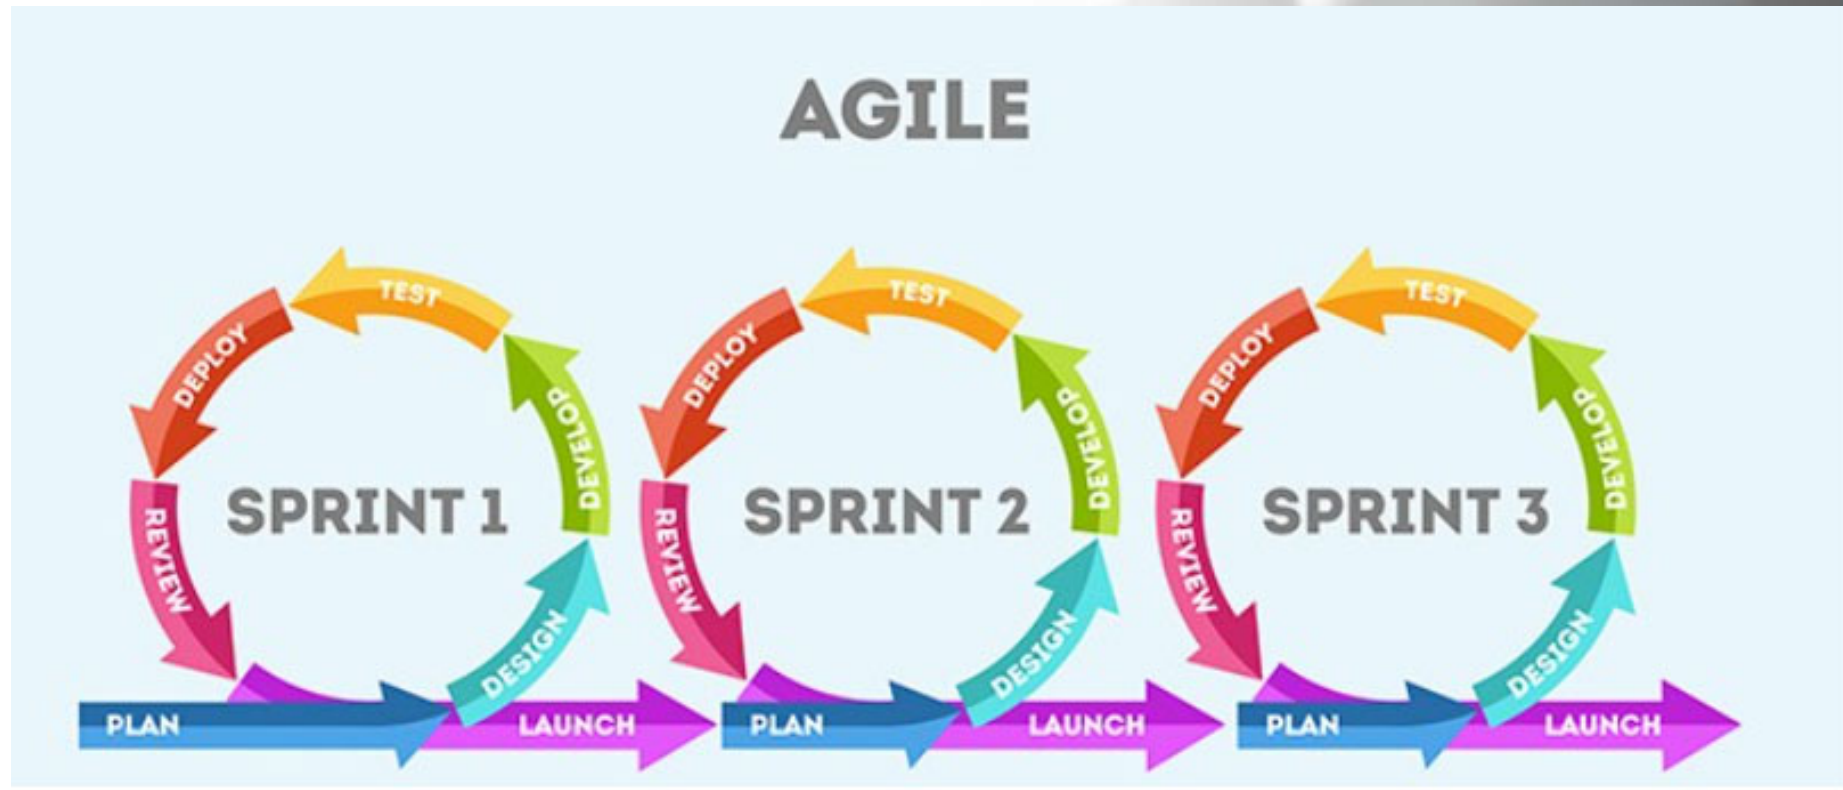 AGILE
SPRINT 1
PLAN
DESIGN
DEVELOP
TEST
DEPLOY
REVIEW
LAUNCH
SPRINT 2
PLAN
DESIGN
DEVELOP
TEST
DEPLOY
REVIEW
LAUNCH
SPRINT 3
PLAN
DESIGN
DEVELOP
TEST
DEPLOY
REVIEW
LAUNCH